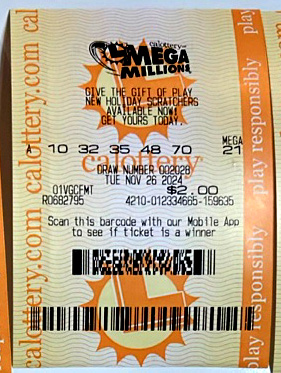 calottery
MEGA
MILLIONS
GIVE THE GIFT OF PLAY
NEW HOLIDAY SCRATCHERS
AVAILABLE NOW!
GET YOURS TODAY.
MEGA
A 10 32 35 48 70 21
calottery
DRAW NUMBER 002028
TUE NOV 26 2024
01VGCFMT $2.00
RD682795 4210-012334665-159635
Scan this barcode with our Mobile App
to see if ticket is a winner
calottery.com calottery.com cal
play responsibly play responsibly play